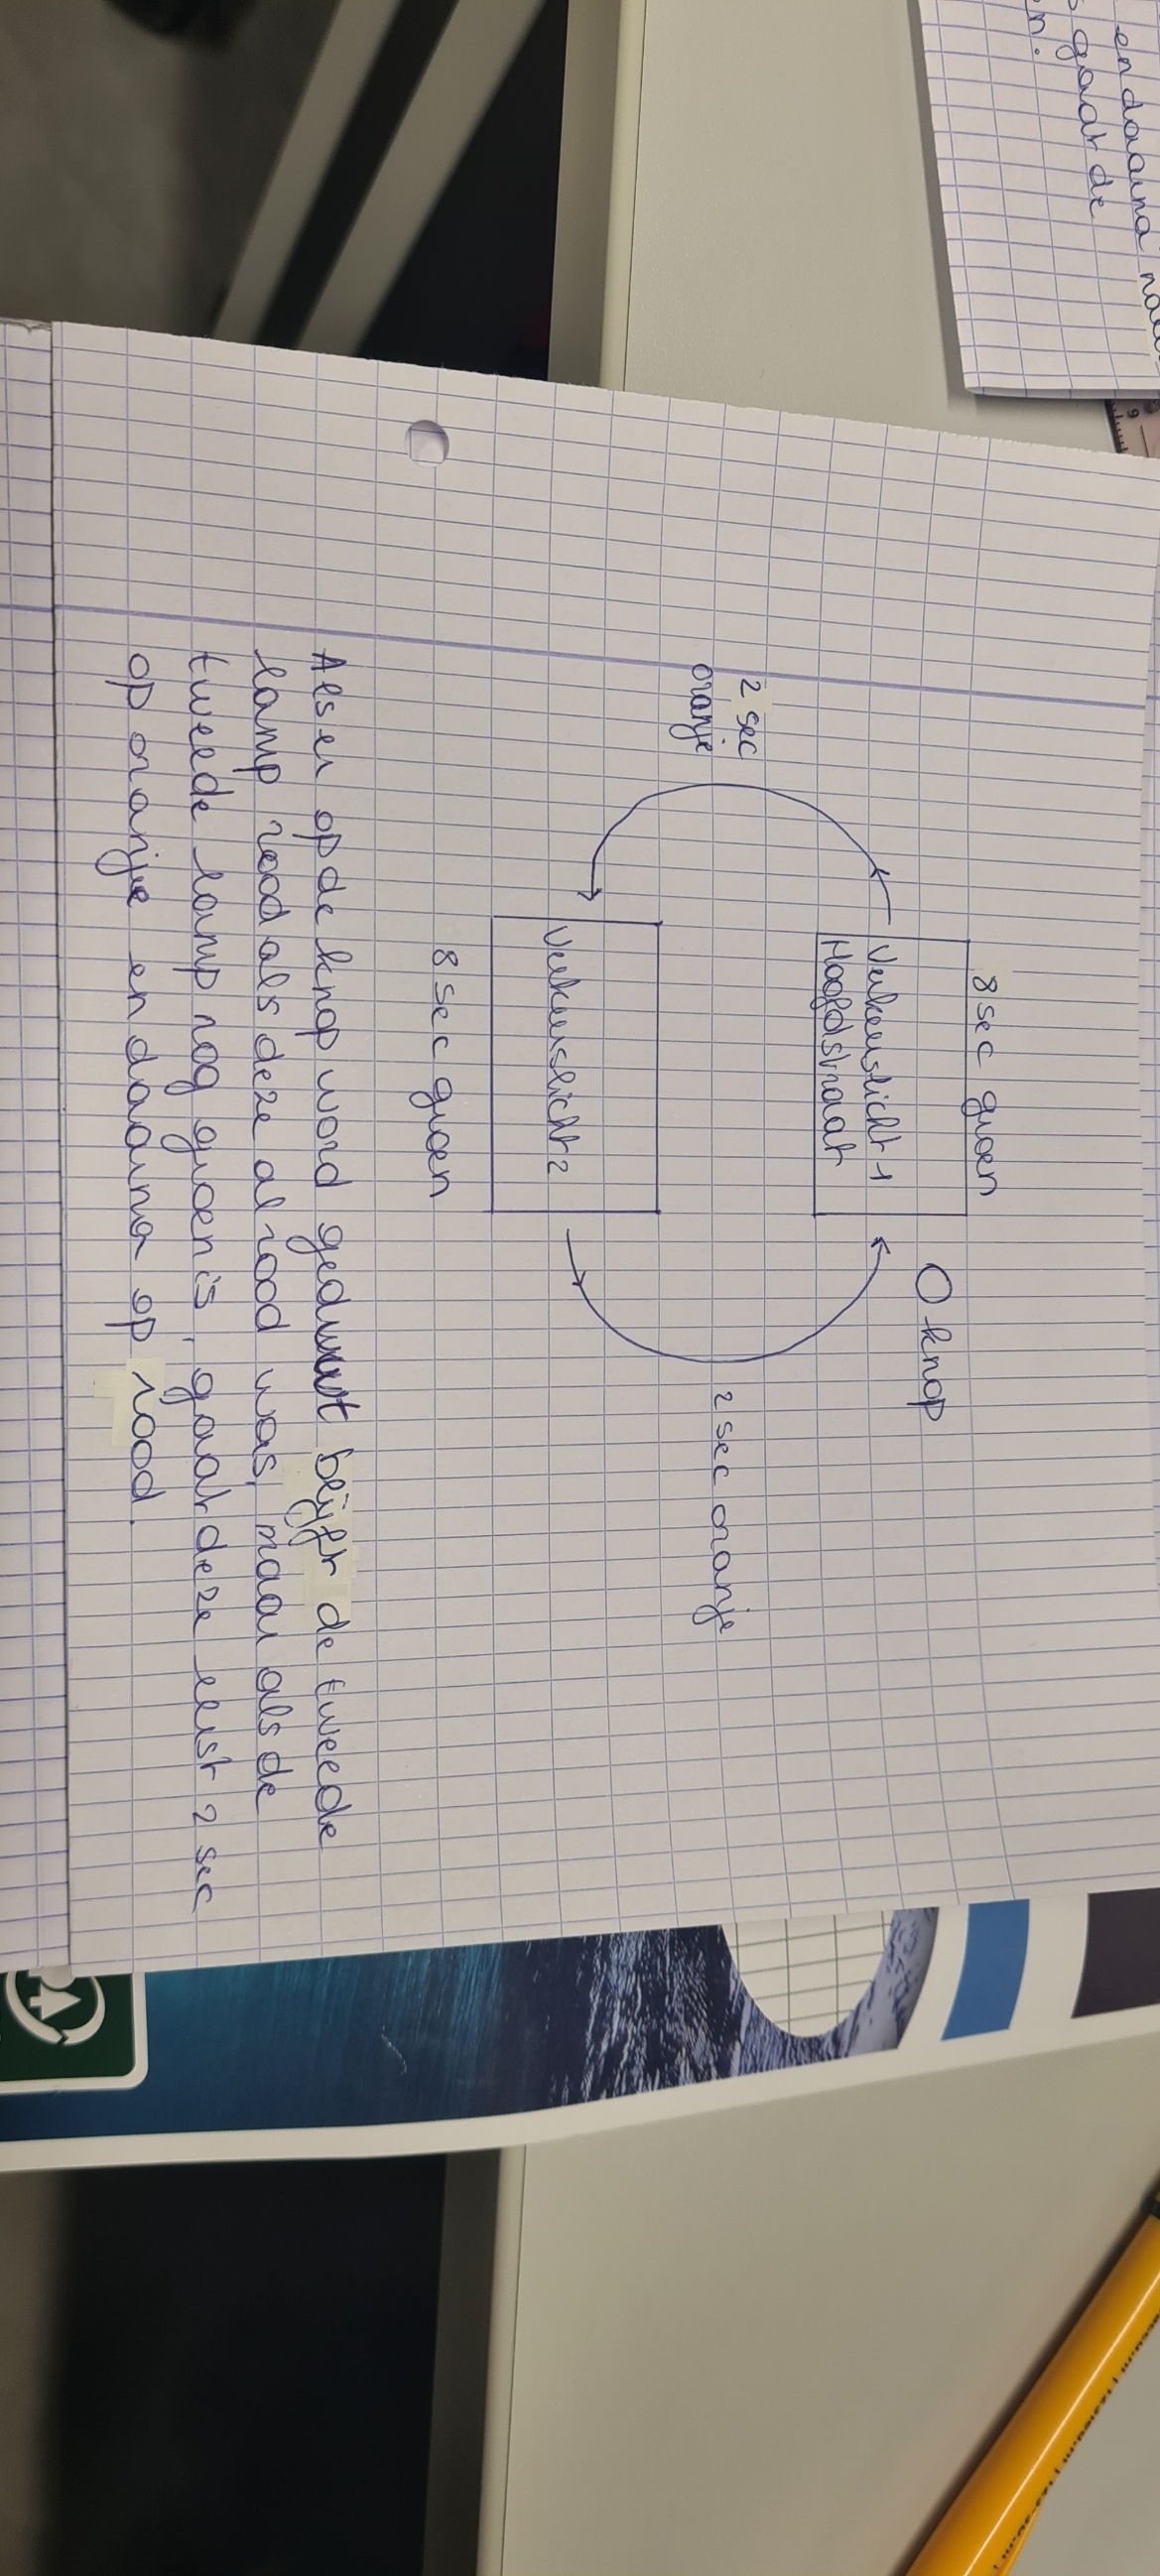 en daarna
gaat de
9
8 sec groen
O knop
Verkeerslicht 1
Hoofdstraat
2 sec
oranje
2 sec oranje
Verkeerslicht 2
8 sec groen
Als er op de knop word geduwt blijft de tweede
lamp rood als deze al rood was, maar als de
tweede lamp nog groen is, gaat deze eerst 2 sec
op oranje en daarna op rood.